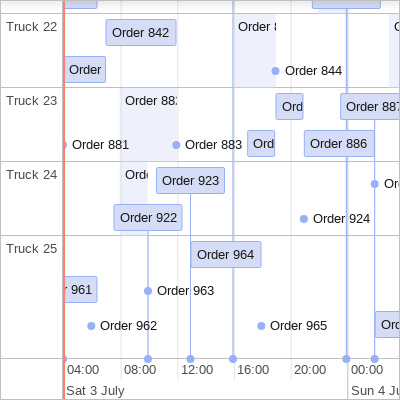 Truck 22
Order 842
Order
Order
Order 844
Truck 23
Order 88
Ord
Order 887
Order 881
Order 883
Ord
Order 886
Truck 24
Ord
Order 923
Or
Order 922
Order 924
Truck 25
Order 964
961
Order 963
Order 962
Order 965
Ord
04:00 08:00 12:00 16:00 20:00 00:00
Sat 3 July Sun 4 Ju